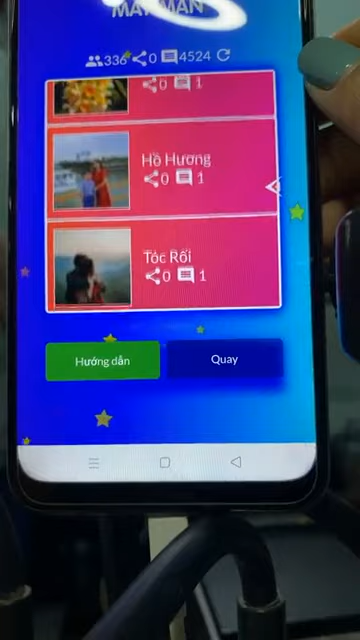 MAY MẮN
336 0 4524
0 1
Hồ Hương
0 1
Tóc Rối
0 1
Hướng dẫn
Quay